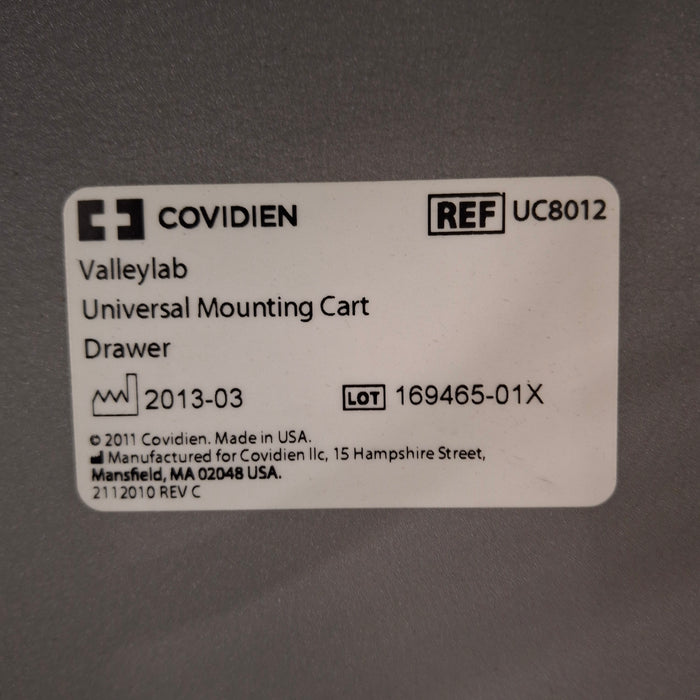 COVIDIEN REF UC8012
Valleylab
Universal Mounting Cart
Drawer
2013-03 LOT 169465-01X
© 2011 Covidien. Made in USA.
Manufactured for Covidien llc, 15 Hampshire Street,
Mansfield, MA 02048 USA.
2112010 REV C